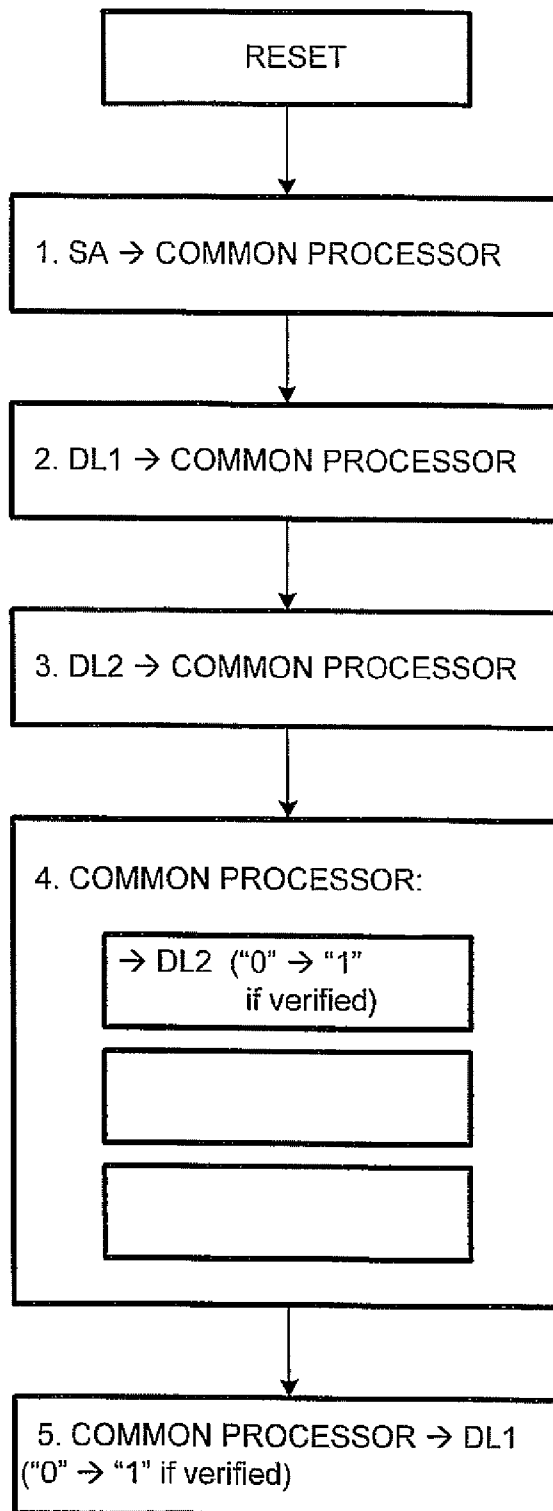 RESET
1. SA → COMMON PROCESSOR
2. DL1 → COMMON PROCESSOR
3. DL2 → COMMON PROCESSOR
4. COMMON PROCESSOR:
→ DL2 (“0” → “1”
if verified)
5. COMMON PROCESSOR → DL1
(“0” → “1” if verified)